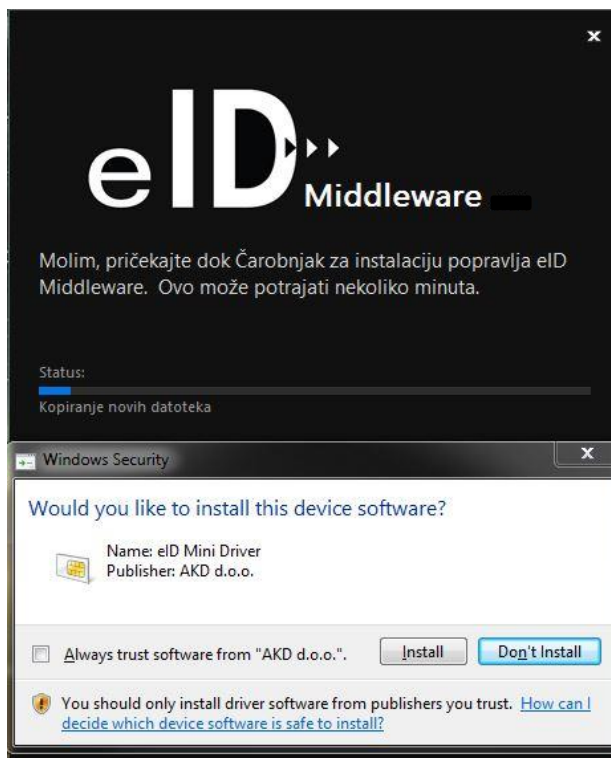 x
eID
Middleware
Molim, pričekajte dok Čarobnjak za instalaciju popravlja eID
Middleware. Ovo može potrajati nekoliko minuta.
Status:
Kopiranje novih datoteka
Windows Security
x
Would you like to install this device software?
Name: eID Mini Driver
Publisher: AKD d.o.o.
Always trust software from "AKD d.o.o.".
Install
Don't Install
You should only install driver software from publishers you trust. How can I
decide which device software is safe to install?